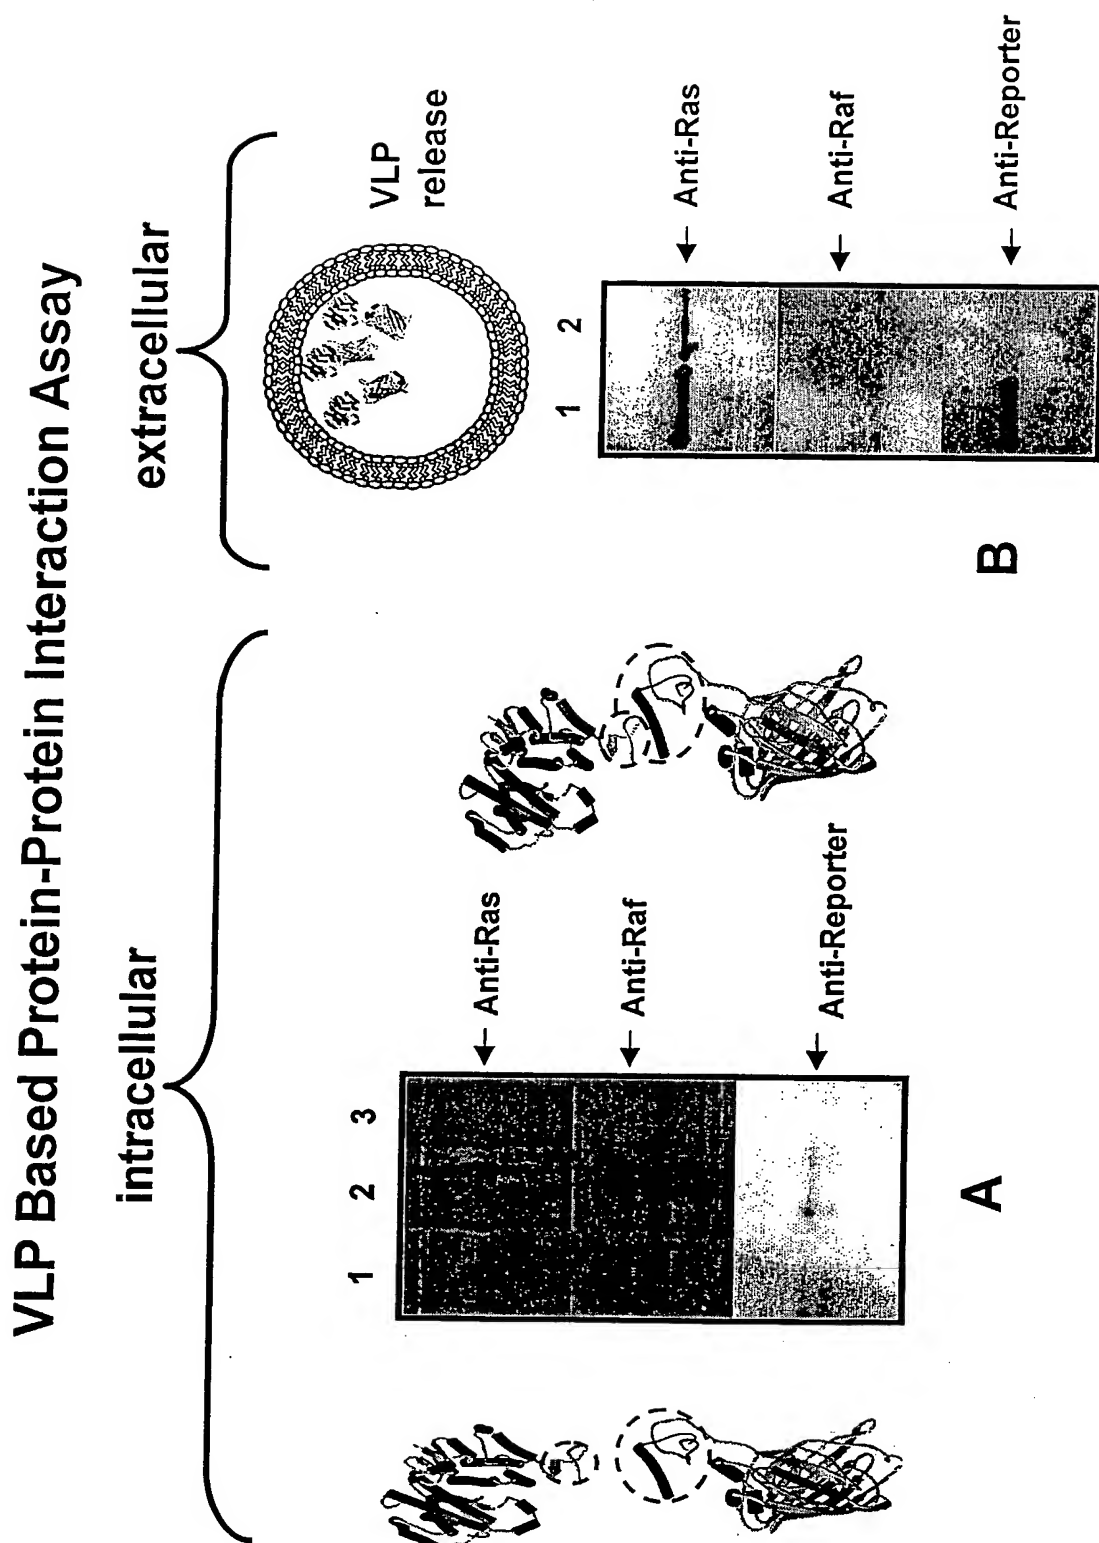 VLP Based Protein-Protein Interaction Assay
intracellular
extracellular
VLP
release
1 2 3
Anti-Ras
Anti-Raf
Anti-Reporter
A
1 2
Anti-Ras
Anti-Raf
Anti-Reporter
B